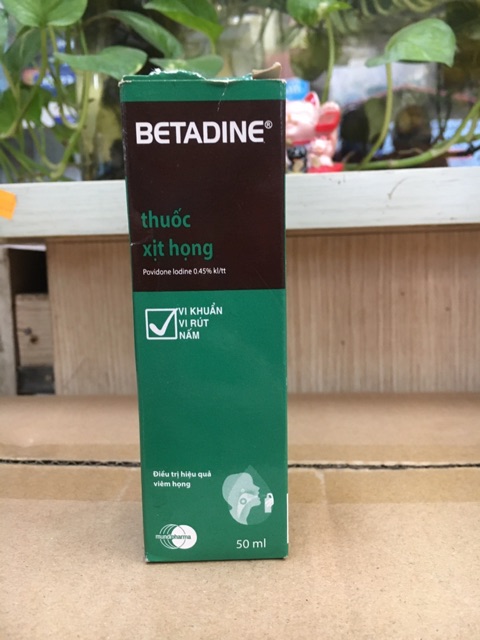 BETADINE®
thuốc
xịt họng
Povidone Iodine 0.45% kl/tt
VI KHUẨN
VI RÚT
NẤM
Điều trị hiệu quả
viêm họng
mundipharma
50 ml